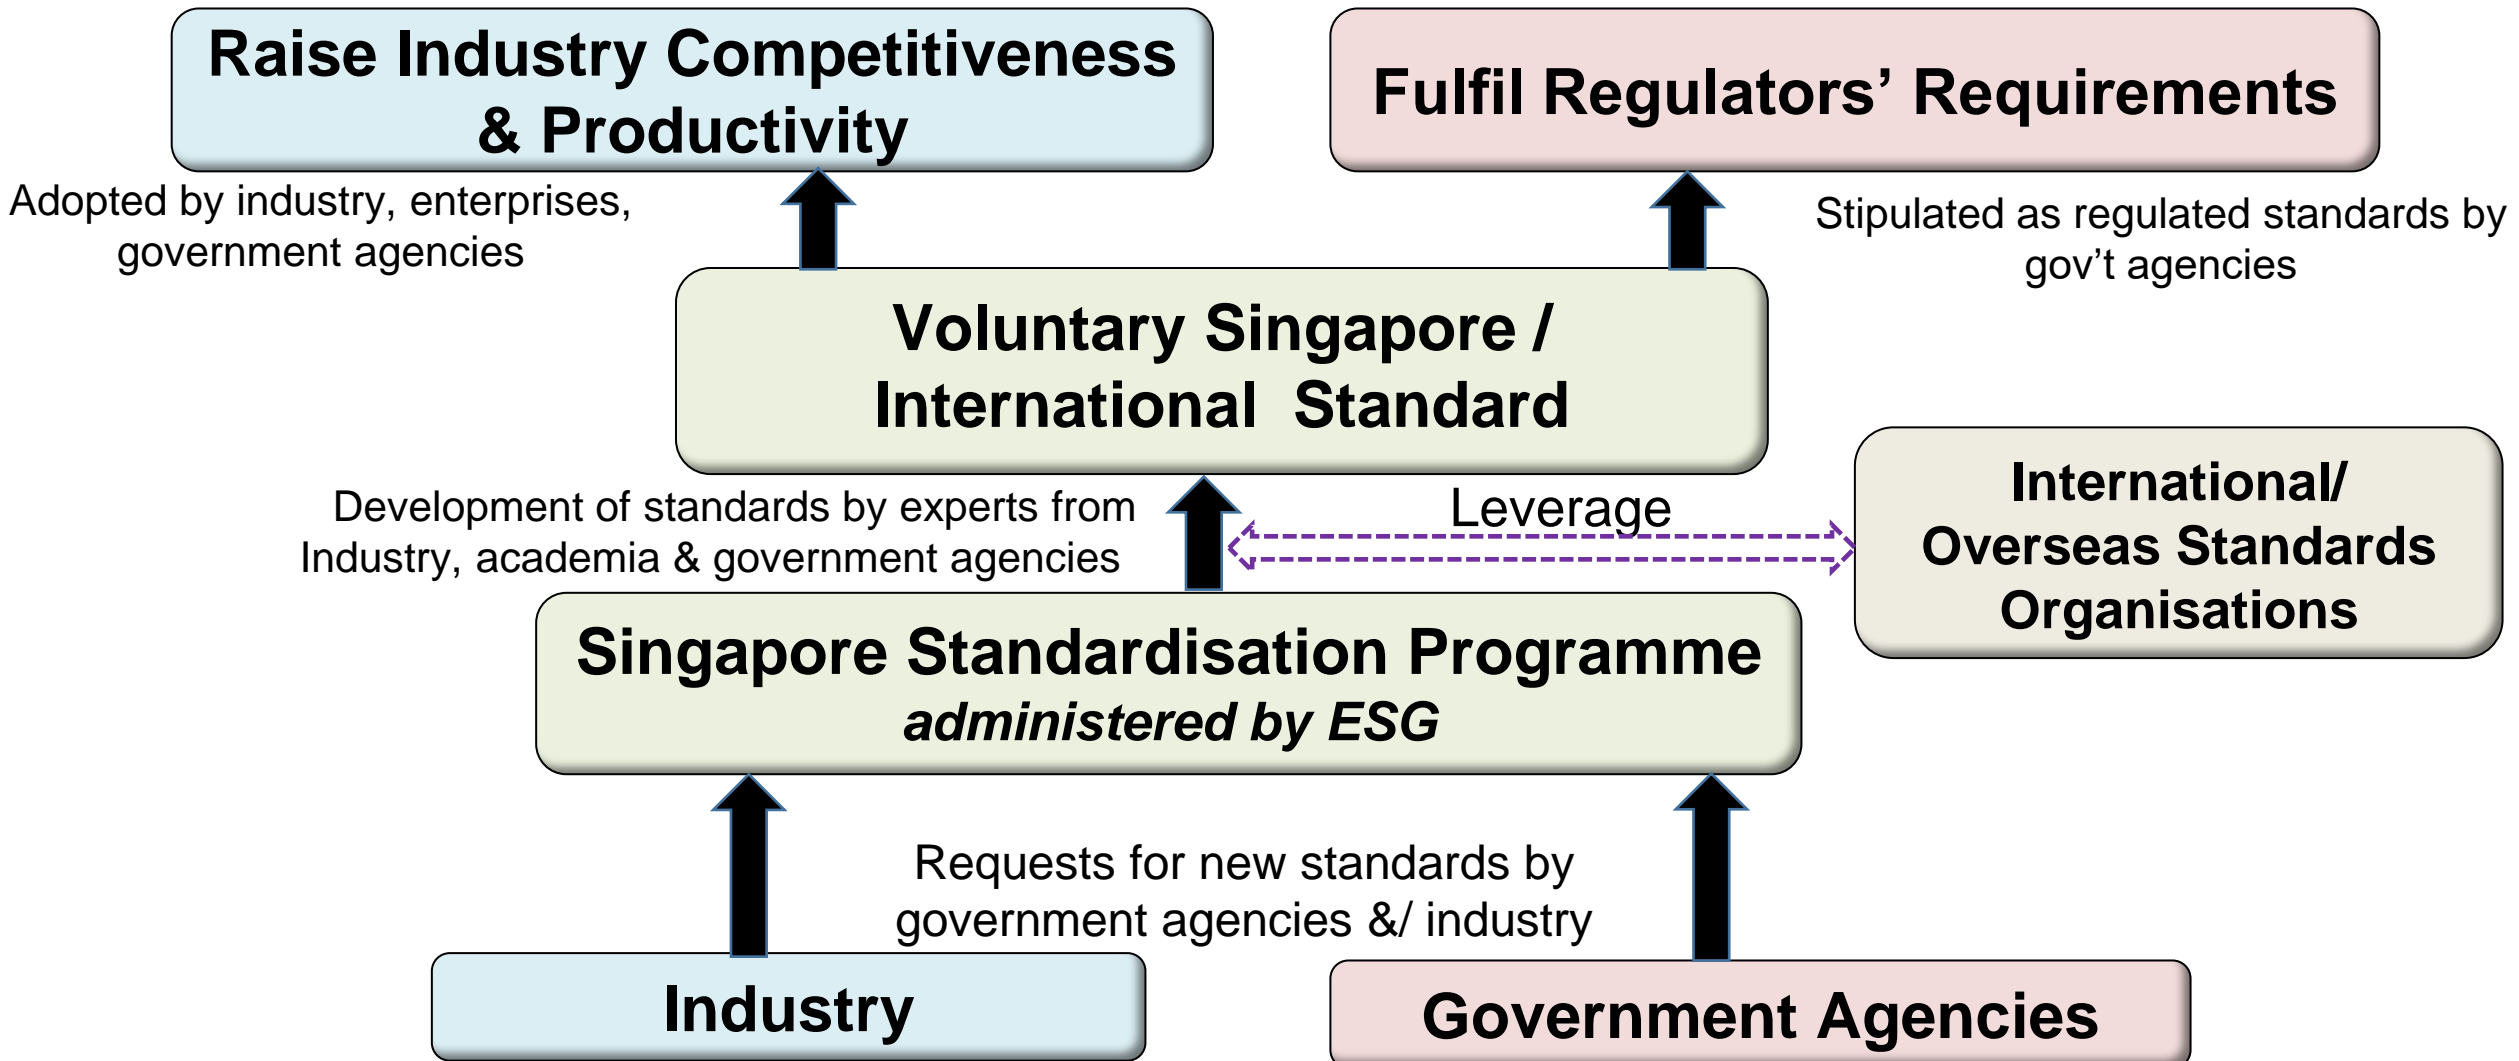 Raise Industry Competitiveness
& Productivity
Fulfil Regulators’ Requirements
Adopted by industry, enterprises,
government agencies
Stipulated as regulated standards by
gov’t agencies
Voluntary Singapore /
International  Standard
Development of standards by experts from
Industry, academia & government agencies
Leverage
International/
Overseas Standards
Organisations
Singapore Standardisation Programme
administered by ESG
Requests for new standards by
government agencies &/ industry
Industry
Government Agencies